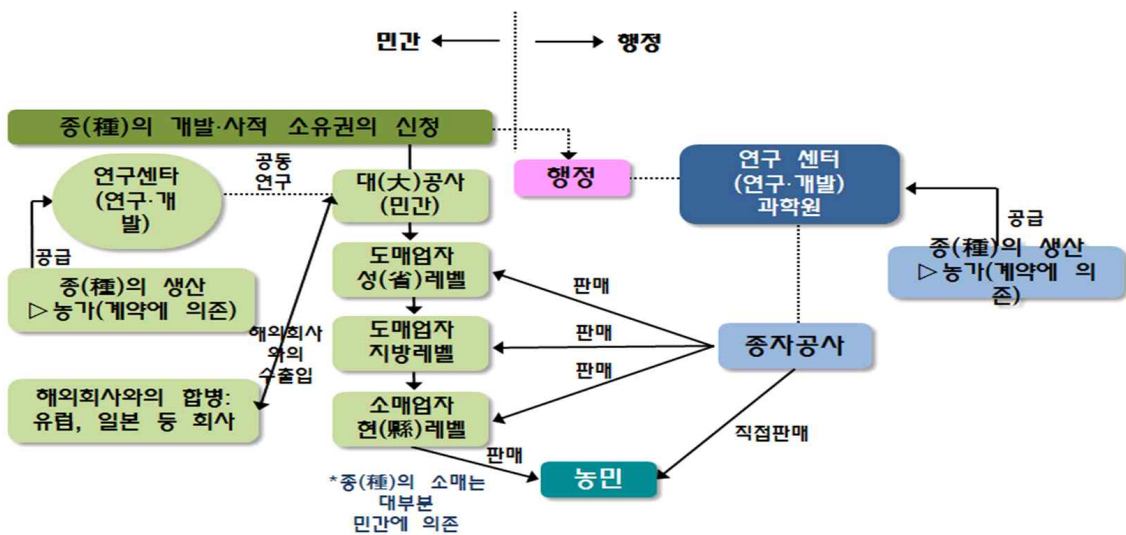 민간
행정
종(種)의 개발·사적 소유권의 신청
연구센타
(연구·개
발)
공동
연구
대(大)공사
(민간)
행정
연구 센터
(연구·개발)
과학원
공급
종(種)의 생산
▷농가(계약에 의존)
공급
종(種)의 생산
▷농가(계약에 의
존)
도매업자
성(省)레벨
판매
해외회사
와의
수출입
도매업자
지방레벨
판매
종자공사
판매
해외회사와의 합병:
유럽, 일본 등 회사
소매업자
현(縣)레벨
판매
직접판매
농민
*종(種)의 소매는
대부분
민간에 의존